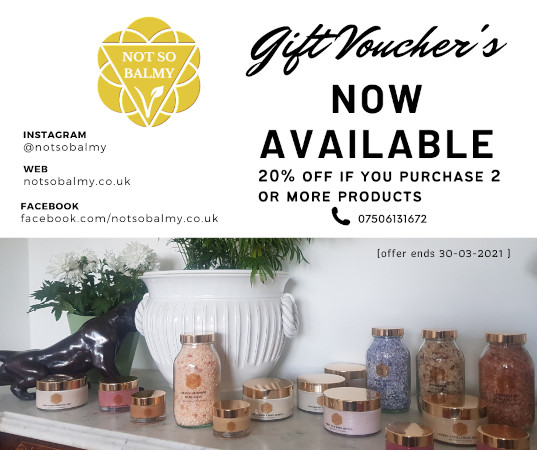 NOT SO
BALMY
Gift Voucher's
NOW
AVAILABLE
20% OFF IF YOU PURCHASE 2
OR MORE PRODUCTS
07506131672
INSTAGRAM
@notsobalmy
WEB
notsobalmy.co.uk
FACEBOOK
facebook.com/notsobalmy.co.uk
[offer ends 30-03-2021 ]